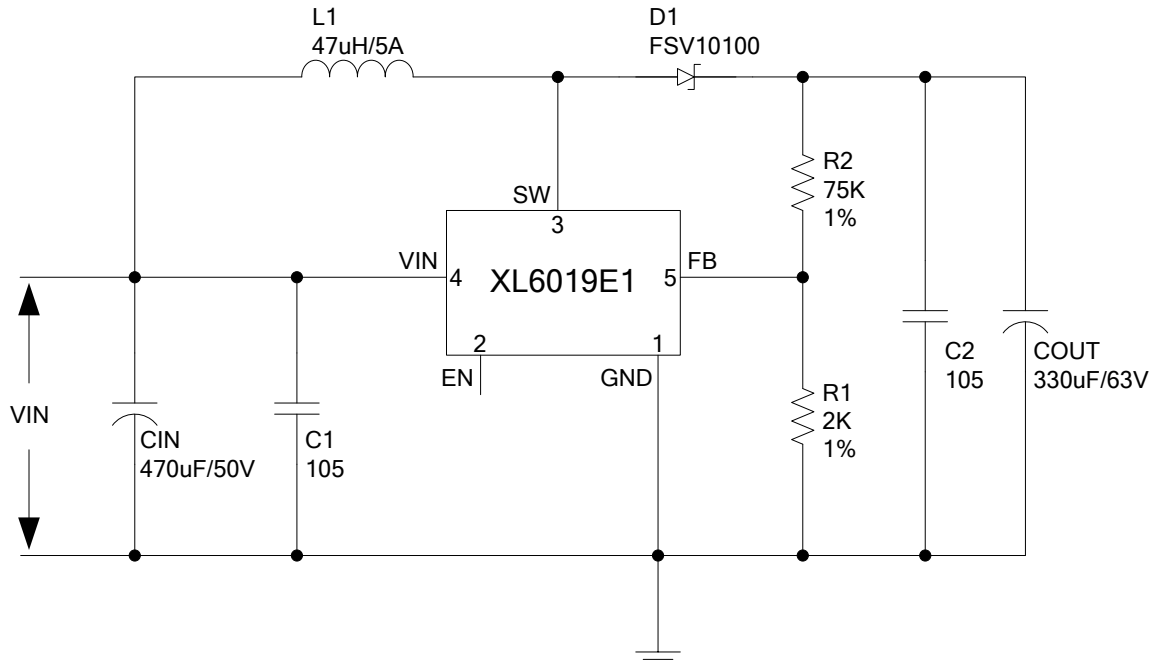 L1
47uH/5A
D1
FSV10100
R2
75K
1%
SW
3
VIN
4
XL6019E1
5
FB
2
1
EN
GND
C2
105
COUT
330uF/63V
R1
2K
1%
VIN
CIN
470uF/50V
C1
105